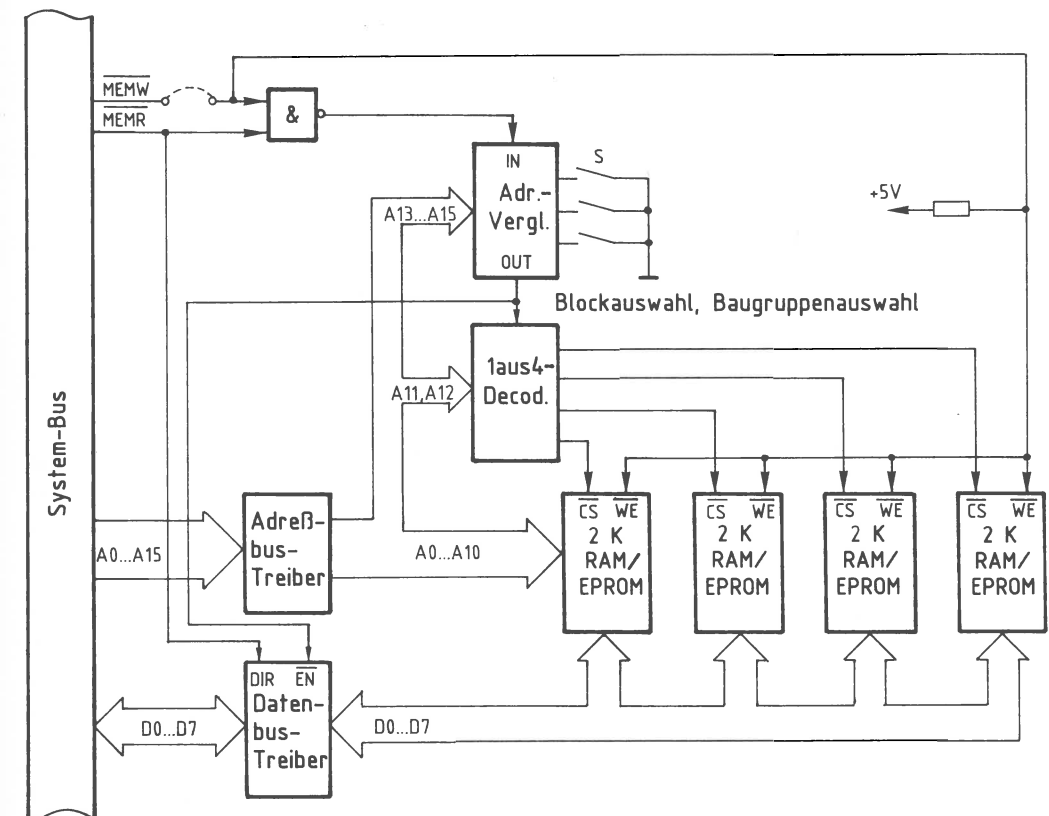 MEMW
MEMR
&
IN
Adr.-
Vergl.
OUT
S
A13...A15
+5V
Blockauswahl, Baugruppenauswahl
1aus4-
Decod.
A11,A12
System-Bus
Adreß-
bus-
Treiber
A0...A15
A0...A10
CS WE
2 K
RAM/
EPROM
CS WE
2 K
RAM/
EPROM
CS WE
2 K
RAM/
EPROM
CS WE
2 K
RAM/
EPROM
DIR EN
Daten-
bus-
Treiber
D0...D7
D0...D7